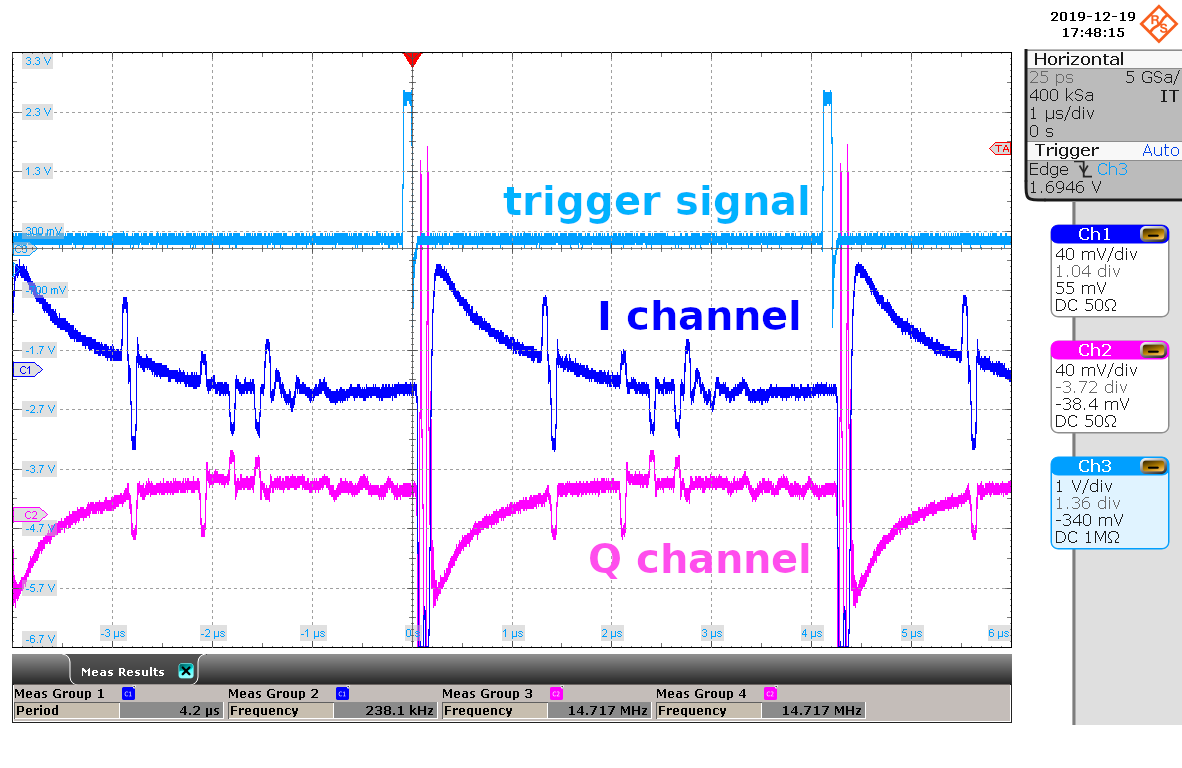 2019-12-19
17:48:15
R&S
Horizontal
25 ps 5 GSa/
400 kSa IT
1 µs/div
0 s
Trigger Auto
Edge Ch3
1.6946 V
TA
3.3 V
2.3 V
1.3 V
300 mV
C3
-700 mV
-1.7 V
C1
-2.7 V
-3.7 V
C2
-4.7 V
-5.7 V
-6.7 V
trigger signal
I channel
Q channel
-3 µs -2 µs -1 µs 0 s 1 µs 2 µs 3 µs 4 µs 5 µs 6 µs
Ch1
40 mV/div
1.04 div
55 mV
DC 50Ω
Ch2
40 mV/div
-3.72 div
-38.4 mV
DC 50Ω
Ch3
1 V/div
1.36 div
-340 mV
DC 1MΩ
Meas Results
Meas Group 1 C1 Meas Group 2 C1 Meas Group 3 C2 Meas Group 4 C2
Period 4.2 µs Frequency 238.1 kHz Frequency 14.717 MHz Frequency 14.717 MHz